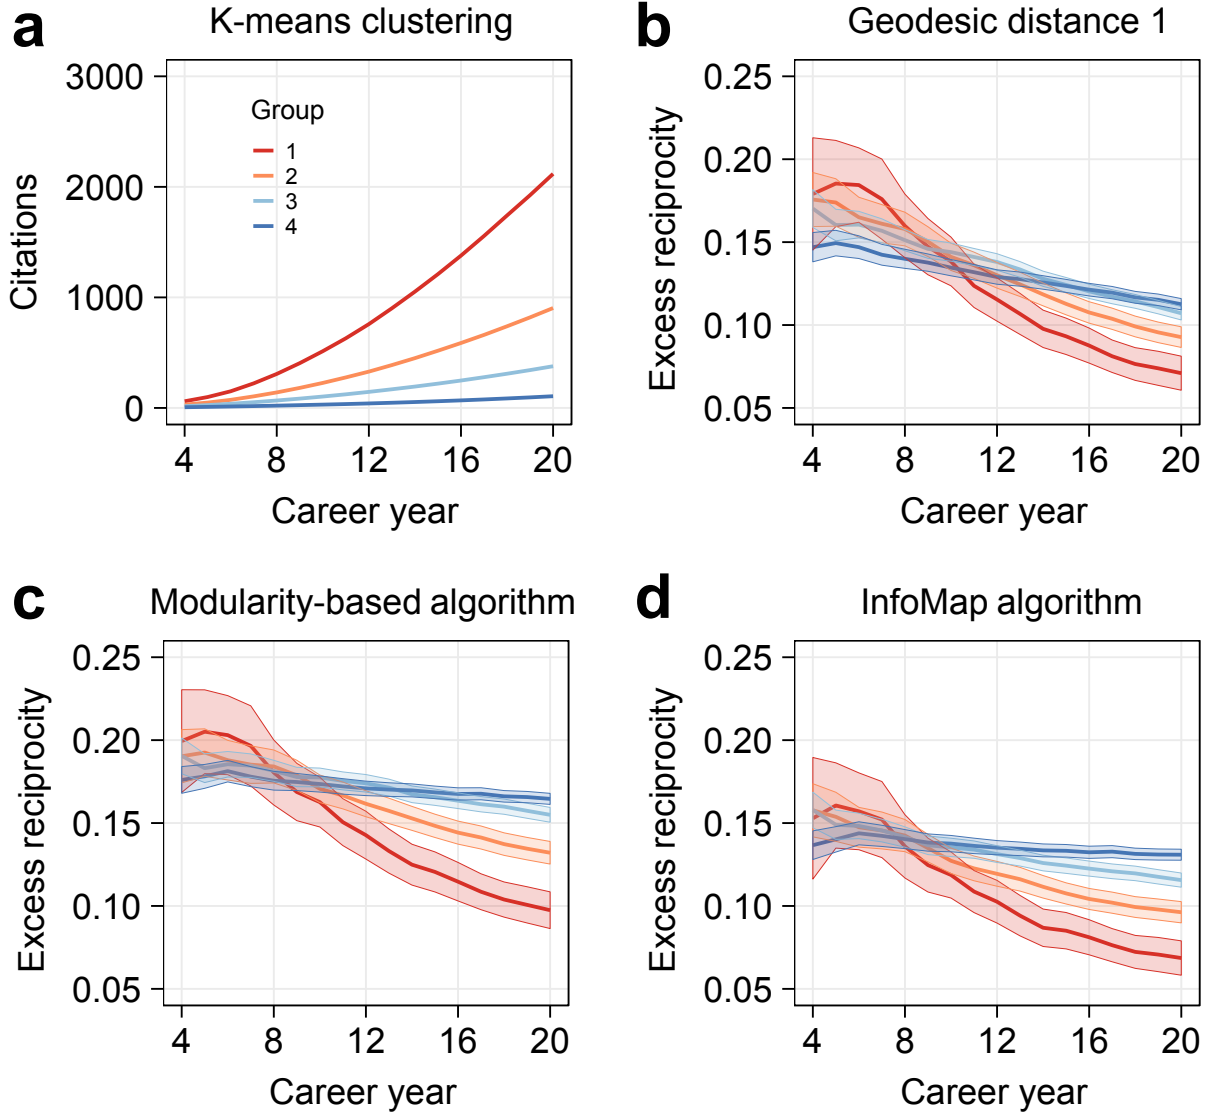 a
K-means clustering
3000
2000
1000
0
Citations
Group
1
2
3
4
4
8
12
16
20
Career year
b
Geodesic distance 1
0.25
0.20
0.15
0.10
0.05
Excess reciprocity
4
8
12
16
20
Career year
c
Modularity-based algorithm
0.25
0.20
0.15
0.10
0.05
Excess reciprocity
4
8
12
16
20
Career year
d
InfoMap algorithm
0.25
0.20
0.15
0.10
0.05
Excess reciprocity
4
8
12
16
20
Career year